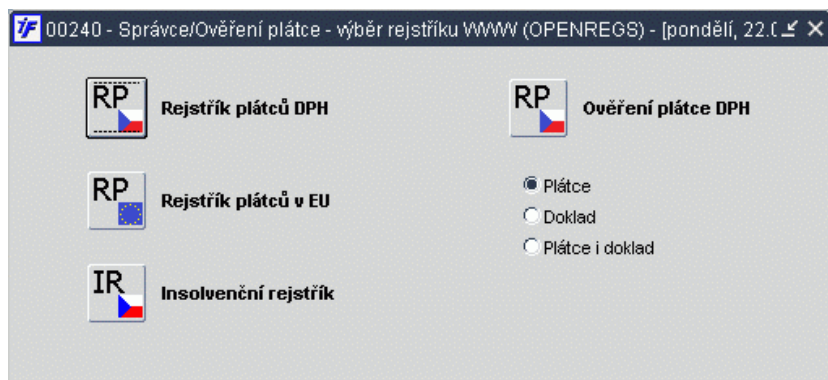 iF 00240 - Správce/Ověření plátce - výběr rejstříku WWW (OPENREGS) - [pondělí, 22.
RP Rejstřík plátců DPH
RP Ověření plátce DPH
RP Rejstřík plátců v EU
Plátce
Doklad
Plátce i doklad
IR Insolvenční rejstřík